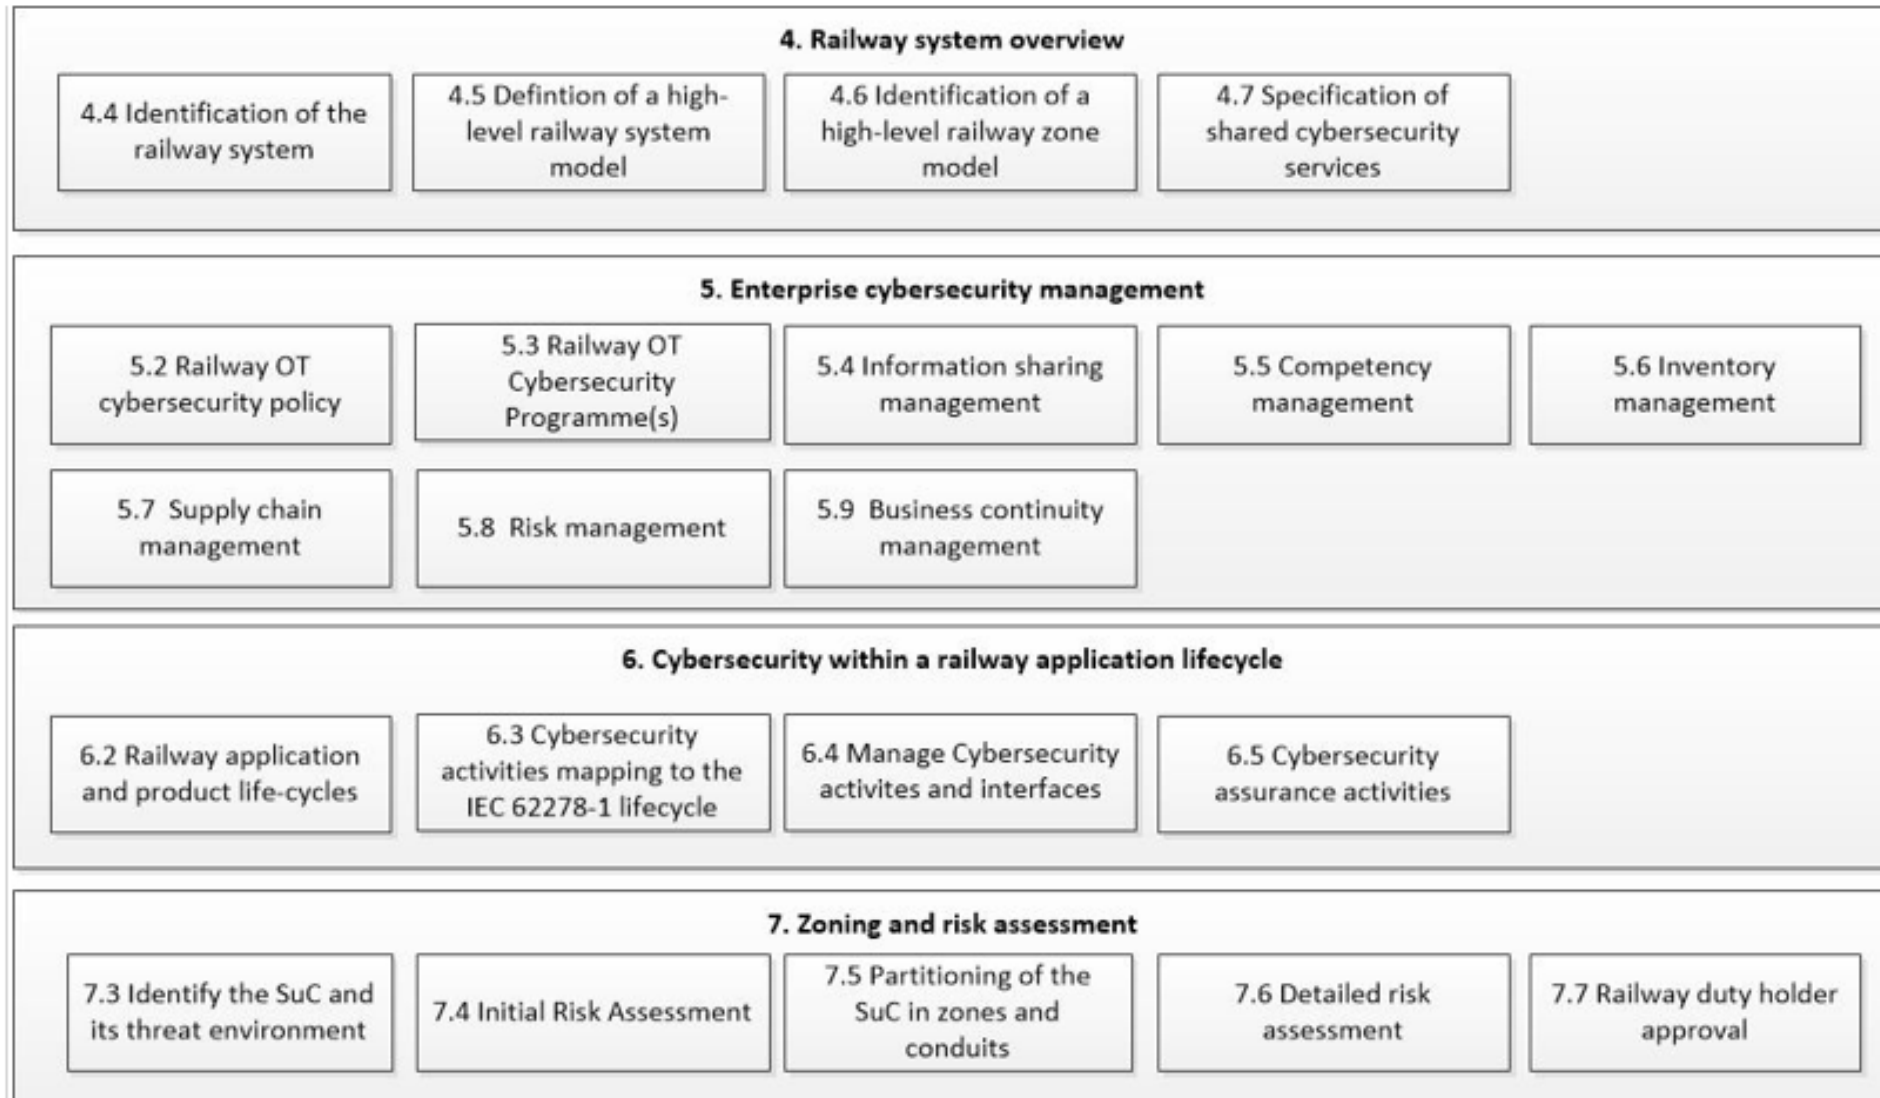 4. Railway system overview
4.4 Identification of the
railway system
4.5 Defintion of a high-
level railway system
model
4.6 Identification of a
high-level railway zone
model
4.7 Specification of
shared cybersecurity
services
5. Enterprise cybersecurity management
5.2 Railway OT
cybersecurity policy
5.3 Railway OT
Cybersecurity
Programme(s)
5.4 Information sharing
management
5.5 Competency
management
5.6 Inventory
management
5.7 Supply chain
management
5.8 Risk management
5.9 Business continuity
management
6. Cybersecurity within a railway application lifecycle
6.2 Railway application
and product life-cycles
6.3 Cybersecurity
activities mapping to the
IEC 62278-1 lifecycle
6.4 Manage Cybersecurity
activites and interfaces
6.5 Cybersecurity
assurance activities
7. Zoning and risk assessment
7.3 Identify the SuC and
its threat environment
7.4 Initial Risk Assessment
7.5 Partitioning of the
SuC in zones and
conduits
7.6 Detailed risk
assessment
7.7 Railway duty holder
approval